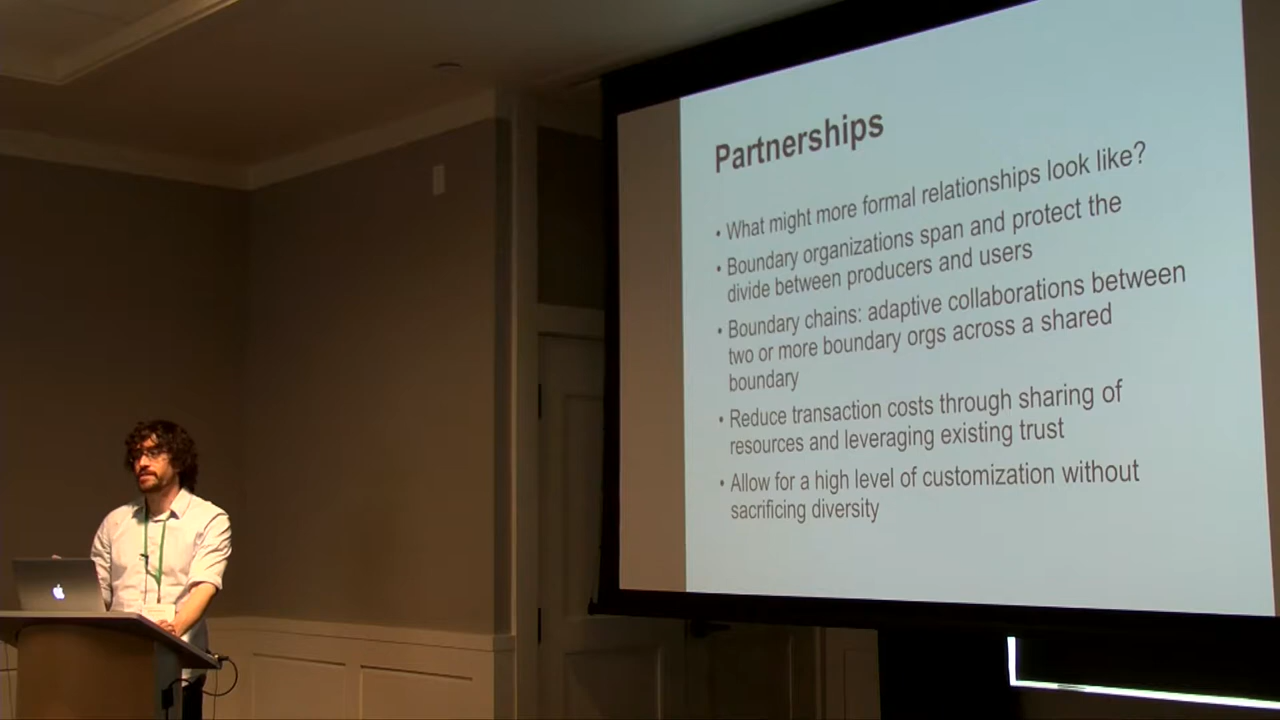 Partnerships
• What might more formal relationships look like?
• Boundary organizations span and protect the
divide between producers and users
• Boundary chains: adaptive collaborations between
two or more boundary orgs across a shared
boundary
• Reduce transaction costs through sharing of
resources and leveraging existing trust
• Allow for a high level of customization without
sacrificing diversity